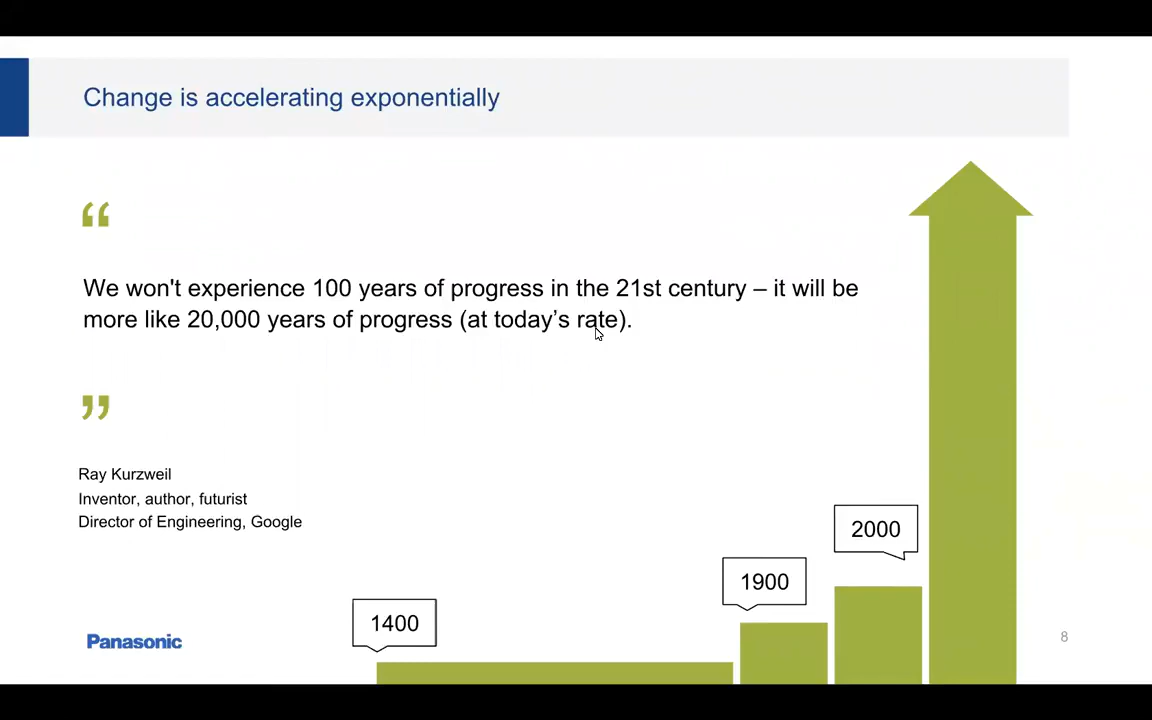 Change is accelerating exponentially
“
We won't experience 100 years of progress in the 21st century – it will be
more like 20,000 years of progress (at today’s rate).
”
Ray Kurzweil
Inventor, author, futurist
Director of Engineering, Google
2000
1900
1400
Panasonic
8